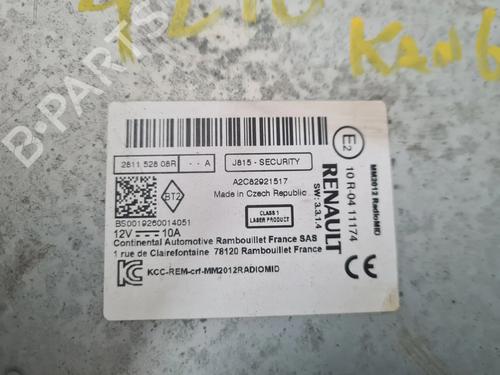 4210
B-PARTS
2811 528 08R
- - A
J815 - SECURITY
A2C82921517
Made in Czech Republic
BT2
BS0019260014051
12V ⎓ 10A
CLASS 1
LASER PRODUCT
Continental Automotive Rambouillet France SAS
1 rue de Clairefontaine 78120 Rambouillet France
KCC-REM-crf-MM2012RADIOMID
RENAULT
SW: 3.3.1.4
E2
10 R-04 11174
MM2012 RadioMID